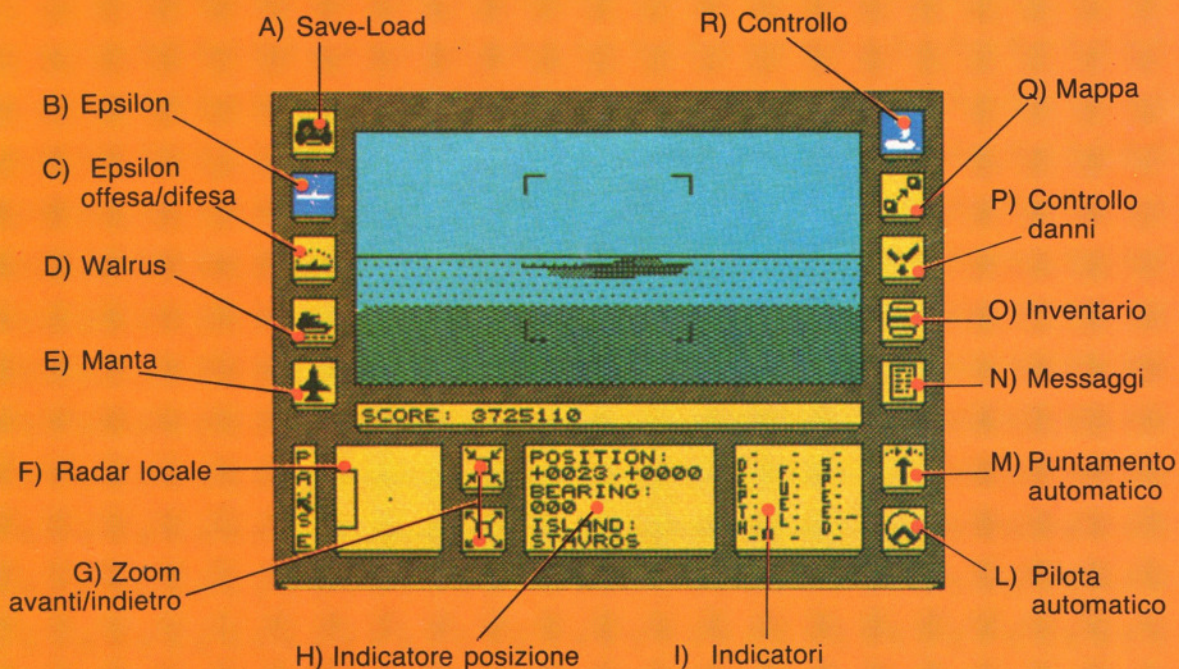 A) Save-Load
R) Controllo
B) Epsilon
Q) Mappa
C) Epsilon
offesa/difesa
P) Controllo
danni
D) Walrus
O) Inventario
E) Manta
N) Messaggi
SCORE: 3725110
F) Radar locale
PAUSE
POSITION:
+0023,+0000
BEARING:
000
ISLAND:
STAVROS
DEPTH
FUEL
SPEED
M) Puntamento
automatico
G) Zoom
avanti/indietro
L) Pilota
automatico
H) Indicatore posizione
I) Indicatori